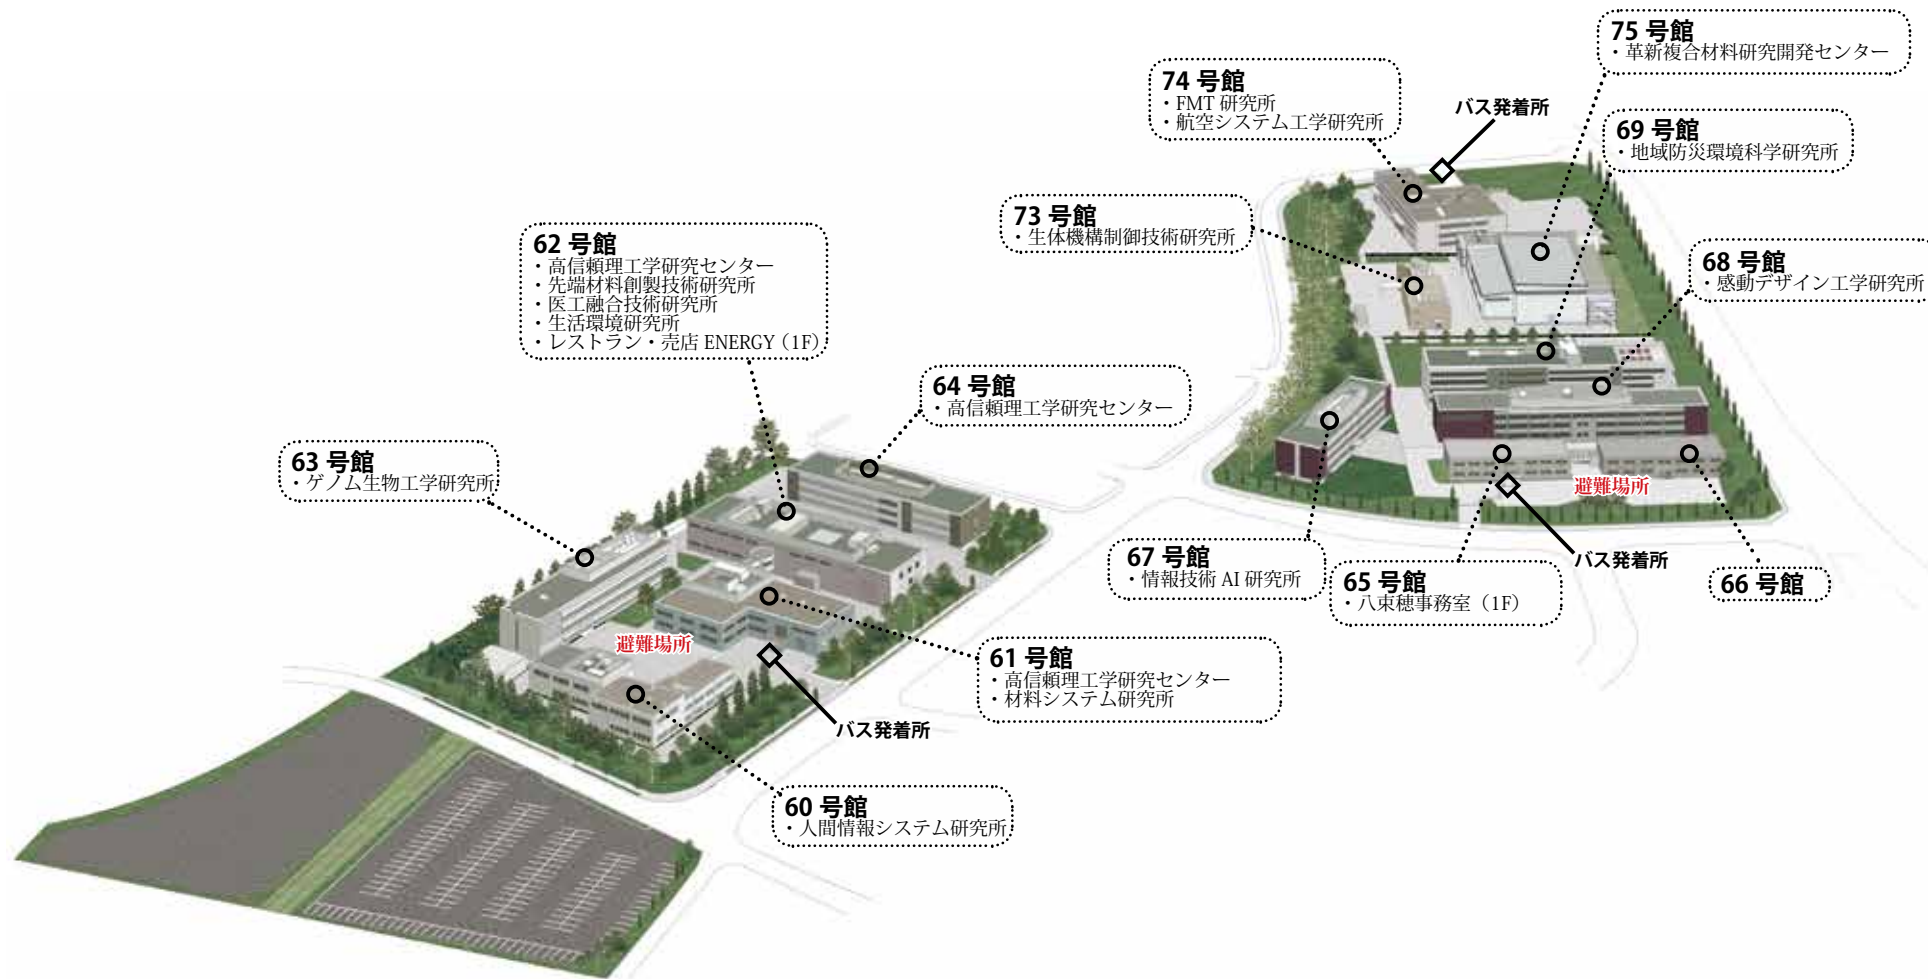 75 号館
・革新複合材料研究開発センター
74 号館
・FMT 研究所
・航空システム工学研究所
バス発着所
69 号館
・地域防災環境科学研究所
73 号館
・生体機構制御技術研究所
62 号館
・高信頼理工学研究センター
・先端材料創製技術研究所
・医工融合技術研究所
・生活環境研究所
・レストラン・売店 ENERGY（1F）
68 号館
・感動デザイン工学研究所
64 号館
・高信頼理工学研究センター
63 号館
・ゲノム生物工学研究所
避難場所
67 号館
・情報技術 AI 研究所
65 号館
・八束穂事務室（1F）
バス発着所
66 号館
避難場所
61 号館
・高信頼理工学研究センター
・材料システム研究所
バス発着所
60 号館
・人間情報システム研究所